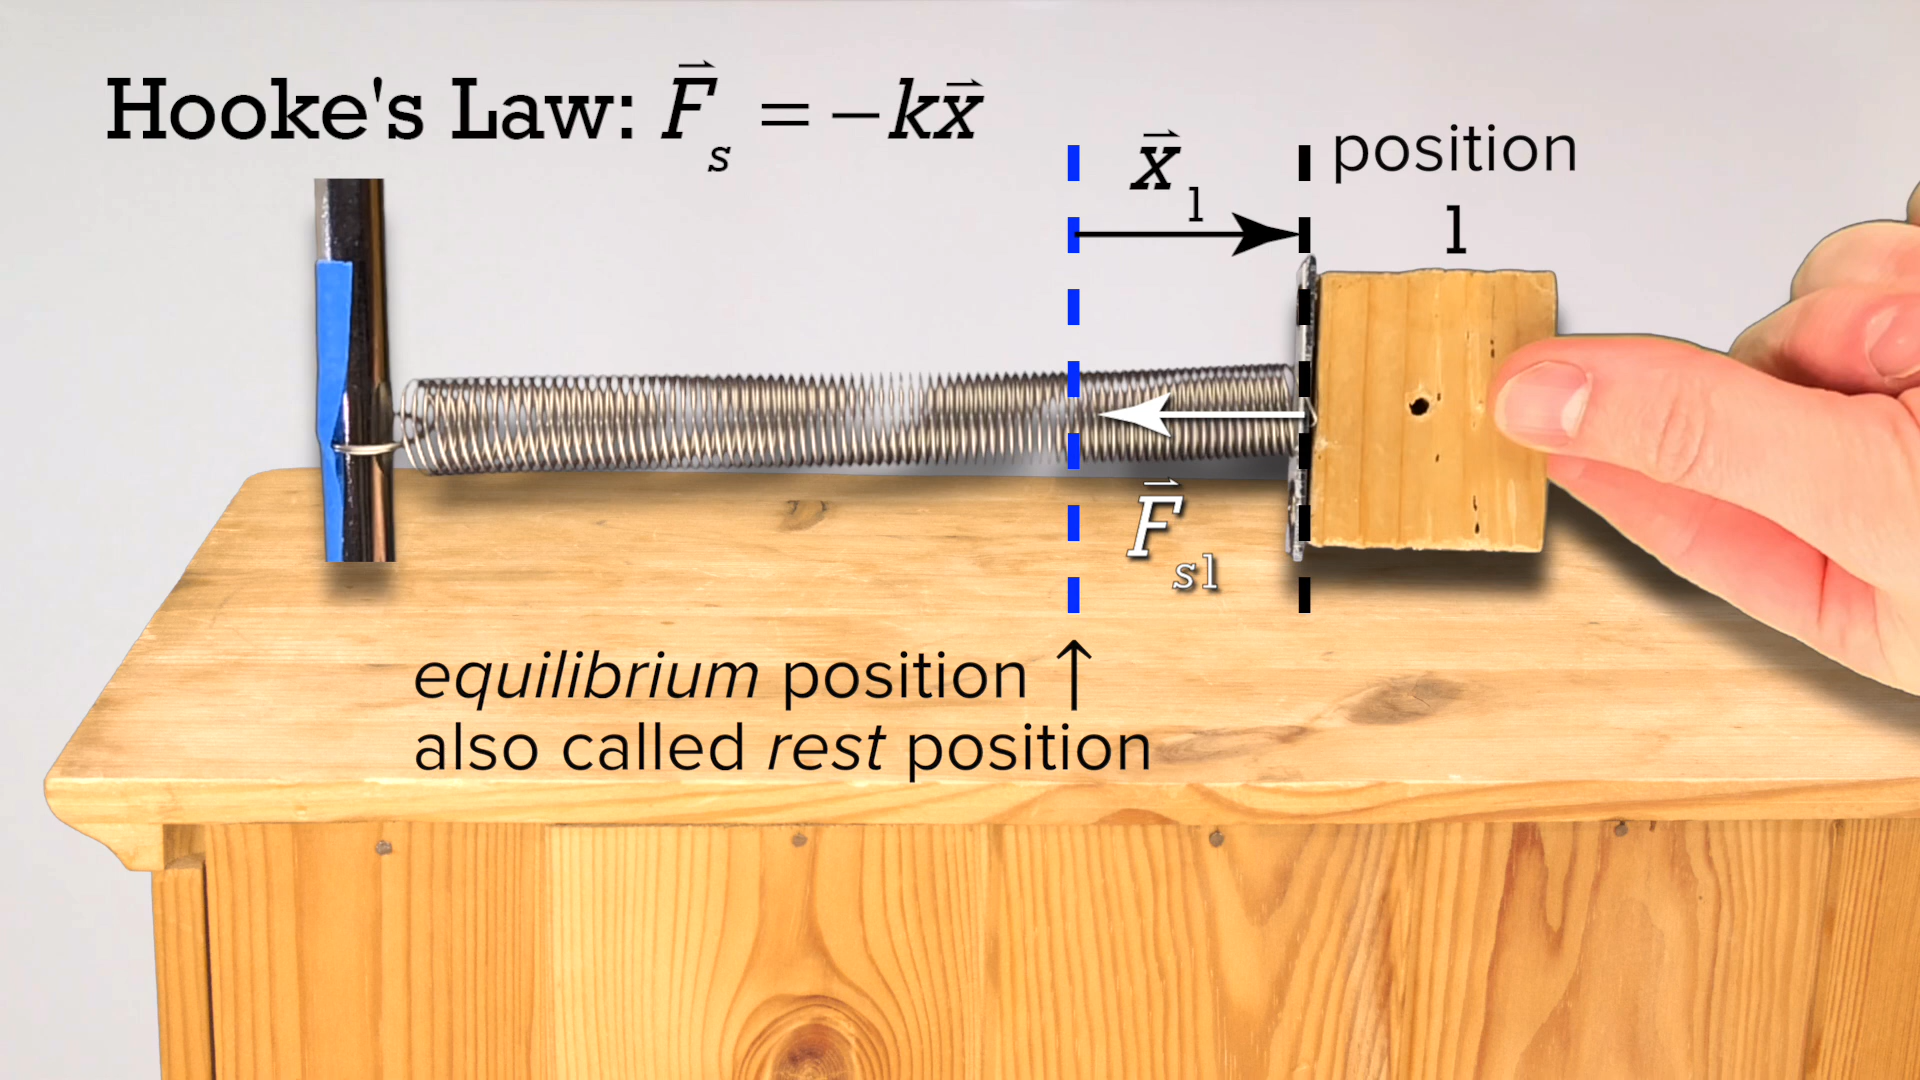 Hooke's Law: F⃗s = −kx⃗
x⃗1
position
1
F⃗s1
equilibrium position ↑
also called rest position